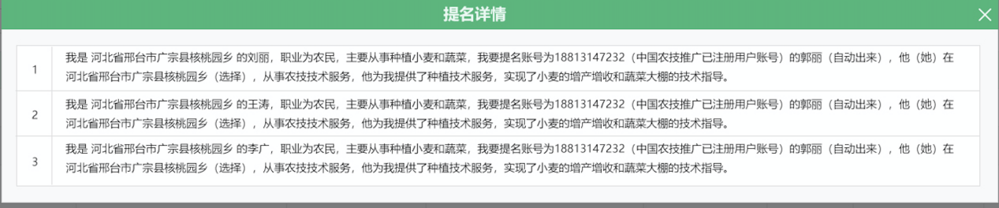 提名详情
1
我是 河北省邢台市广宗县核桃园乡 的刘丽，职业为农民，主要从事种植小麦和蔬菜，我要提名账号为18813147232（中国农技推广已注册用户账号）的郭丽（自动出来），他（她）在
河北省邢台市广宗县核桃园乡（选择），从事农技技术服务，他为我提供了种植技术服务，实现了小麦的增产增收和蔬菜大棚的技术指导。
2
我是 河北省邢台市广宗县核桃园乡 的王涛，职业为农民，主要从事种植小麦和蔬菜，我要提名账号为18813147232（中国农技推广已注册用户账号）的郭丽（自动出来），他（她）在
河北省邢台市广宗县核桃园乡（选择），从事农技技术服务，他为我提供了种植技术服务，实现了小麦的增产增收和蔬菜大棚的技术指导。
3
我是 河北省邢台市广宗县核桃园乡 的李广，职业为农民，主要从事种植小麦和蔬菜，我要提名账号为18813147232（中国农技推广已注册用户账号）的郭丽（自动出来），他（她）在
河北省邢台市广宗县核桃园乡（选择），从事农技技术服务，他为我提供了种植技术服务，实现了小麦的增产增收和蔬菜大棚的技术指导。